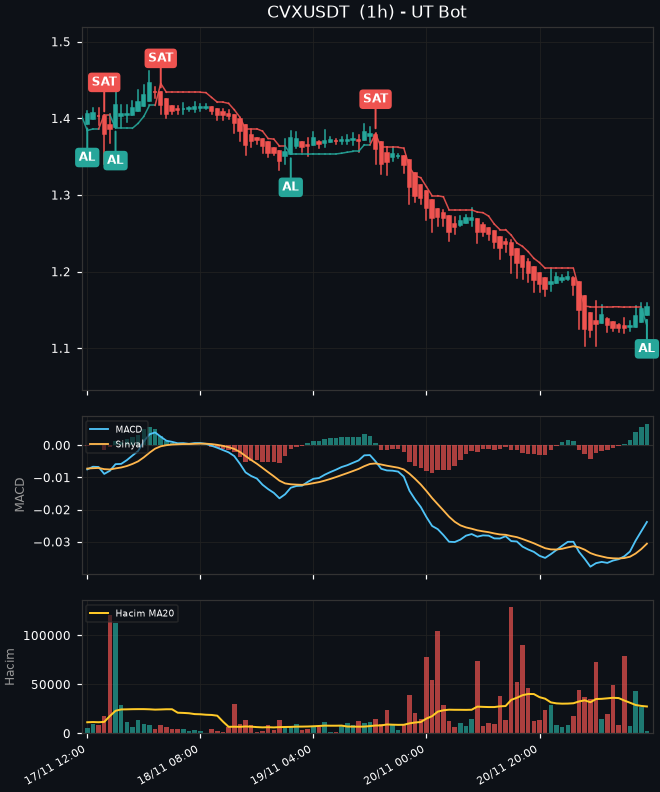 CVXUSDT  (1h) - UT Bot
1.5
1.4
1.3
1.2
1.1
SAT
SAT
SAT
AL
AL
AL
AL
MACD
0.00
−0.01
−0.02
−0.03
MACD
Sinyal
Hacim
100000
50000
0
Hacim MA20
17/11 12:00
18/11 08:00
19/11 04:00
20/11 00:00
20/11 20:00